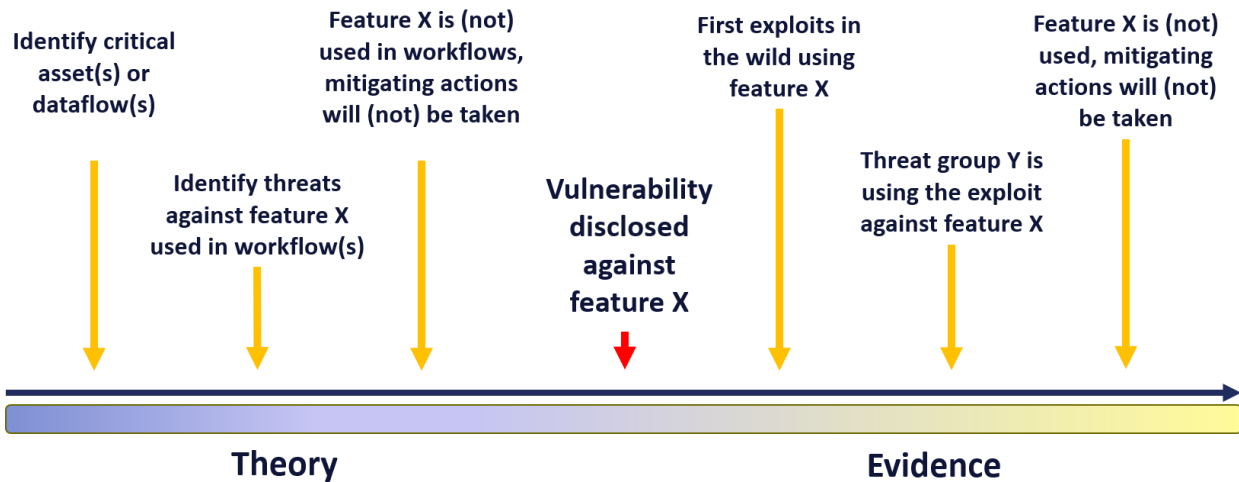 Identify critical
asset(s) or
dataflow(s)
Identify threats
against feature X
used in workflow(s)
Feature X is (not)
used in workflows,
mitigating actions
will (not) be taken
Vulnerability
disclosed
against
feature X
First exploits in
the wild using
feature X
Threat group Y is
using the exploit
against feature X
Feature X is (not)
used, mitigating
actions will (not)
be taken
Theory
Evidence